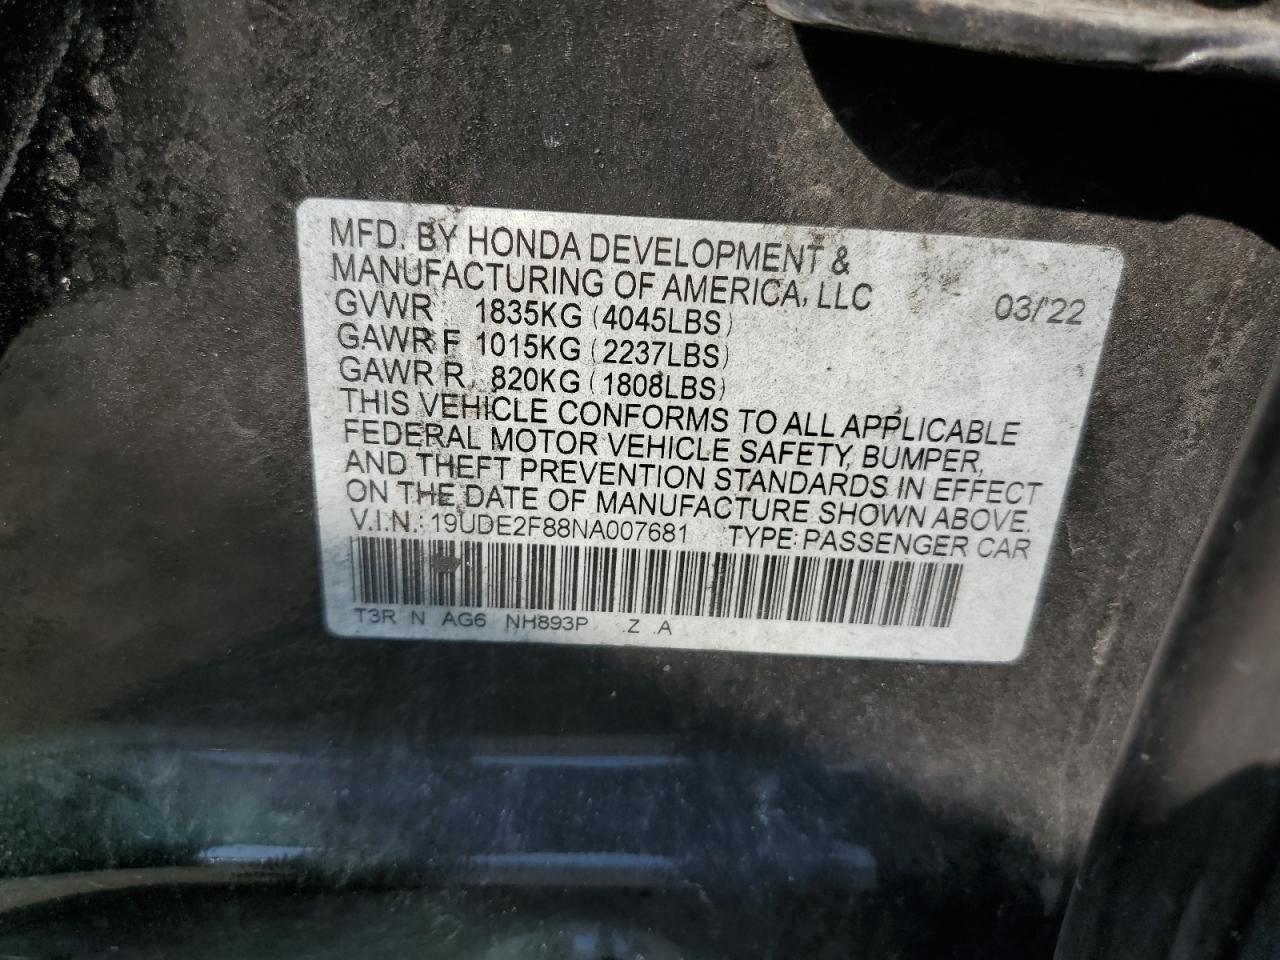 MFD. BY HONDA DEVELOPMENT &
MANUFACTURING OF AMERICA, LLC
03/'22
GVWR 1835KG (4045LBS)
GAWR F 1015KG (2237LBS)
GAWR R 820KG (1808LBS)
THIS VEHICLE CONFORMS TO ALL APPLICABLE
FEDERAL MOTOR VEHICLE SAFETY, BUMPER,
AND THEFT PREVENTION STANDARDS IN EFFECT
ON THE DATE OF MANUFACTURE SHOWN ABOVE.
V.I.N.: 19UDE2F88NA007681 TYPE: PASSENGER CAR
T3R N AG6 NH893P .Z .A